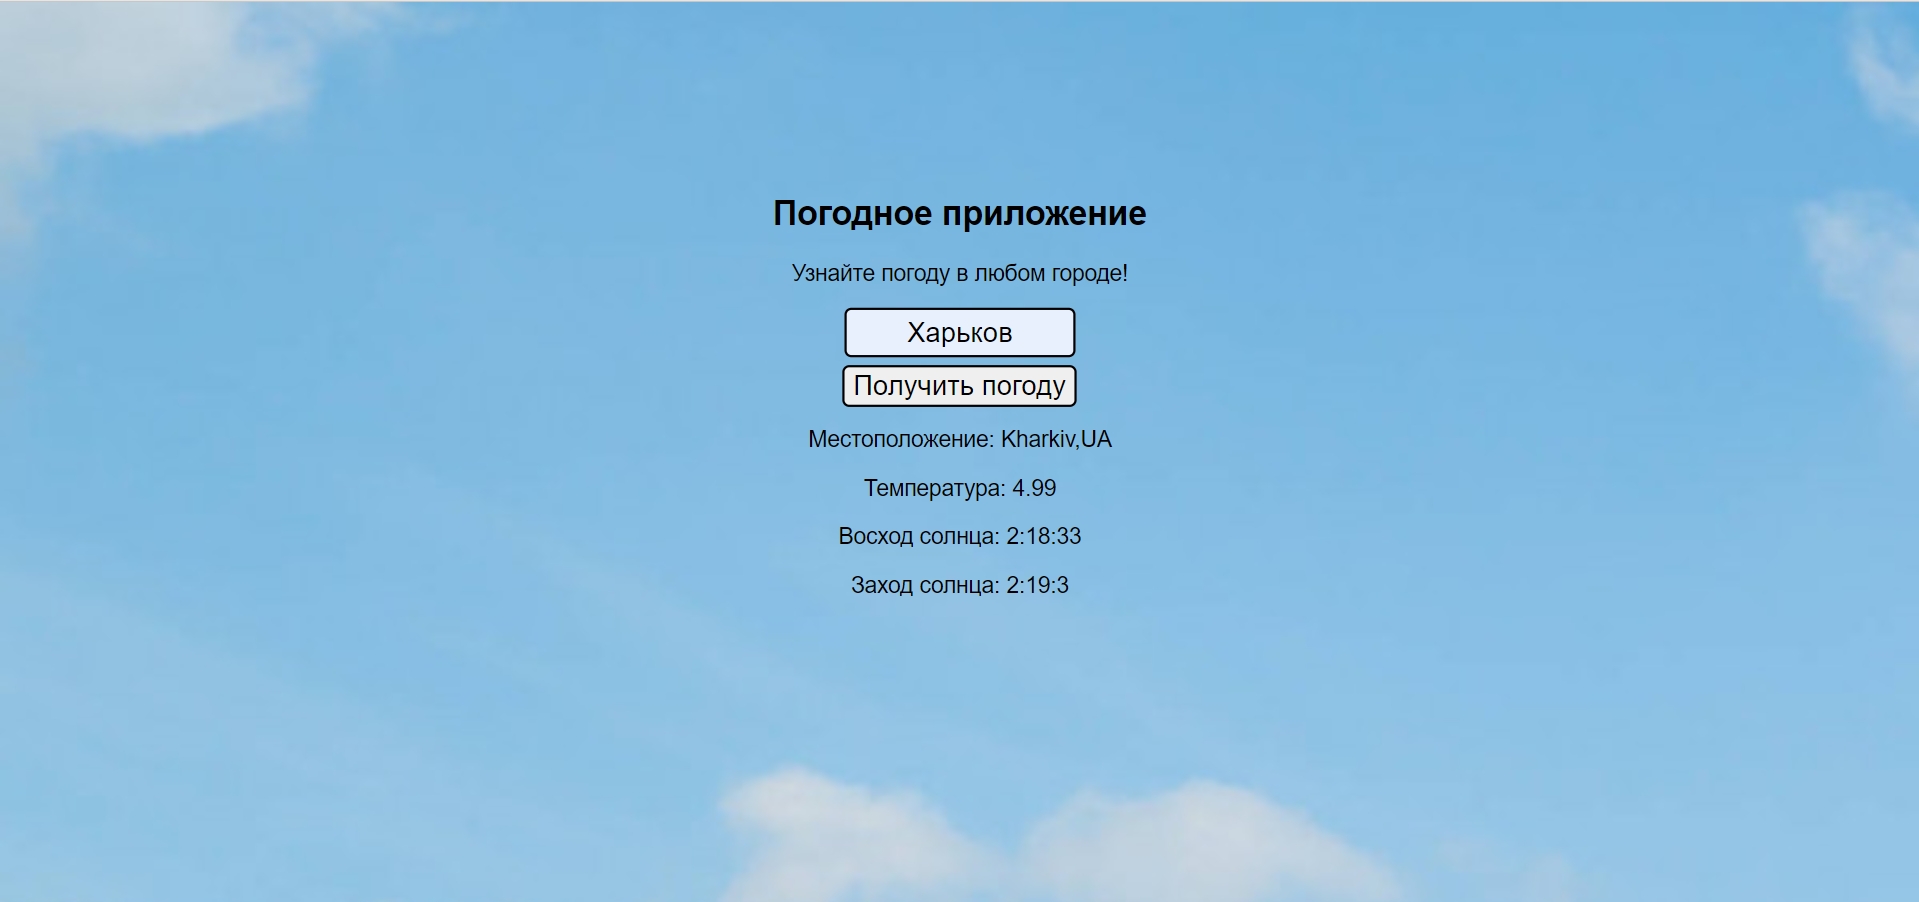 Погодное приложение
Узнайте погоду в любом городе!
Харьков
Получить погоду
Местоположение: Kharkiv,UA
Температура: 4.99
Восход солнца: 2:18:33
Заход солнца: 2:19:3